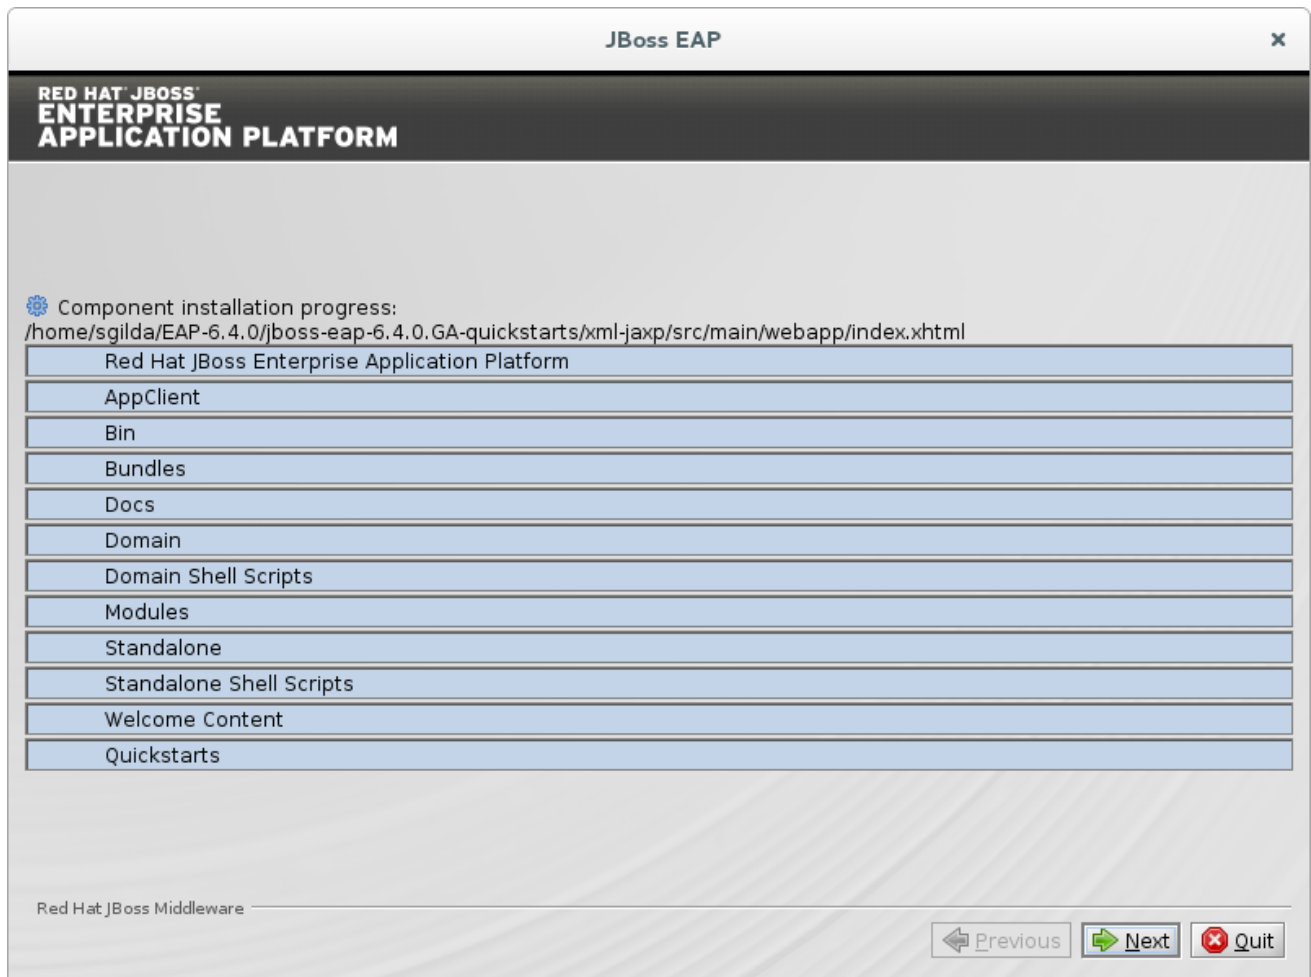 JBoss EAP
RED HAT JBOSS
ENTERPRISE
APPLICATION PLATFORM
Component installation progress:
/home/sgilda/EAP-6.4.0/jboss-eap-6.4.0.GA-quickstarts/xml-jaxp/src/main/webapp/index.xhtml
Red Hat JBoss Enterprise Application Platform
AppClient
Bin
Bundles
Docs
Domain
Domain Shell Scripts
Modules
Standalone
Standalone Shell Scripts
Welcome Content
Quickstarts
Red Hat JBoss Middleware
Previous Next Quit